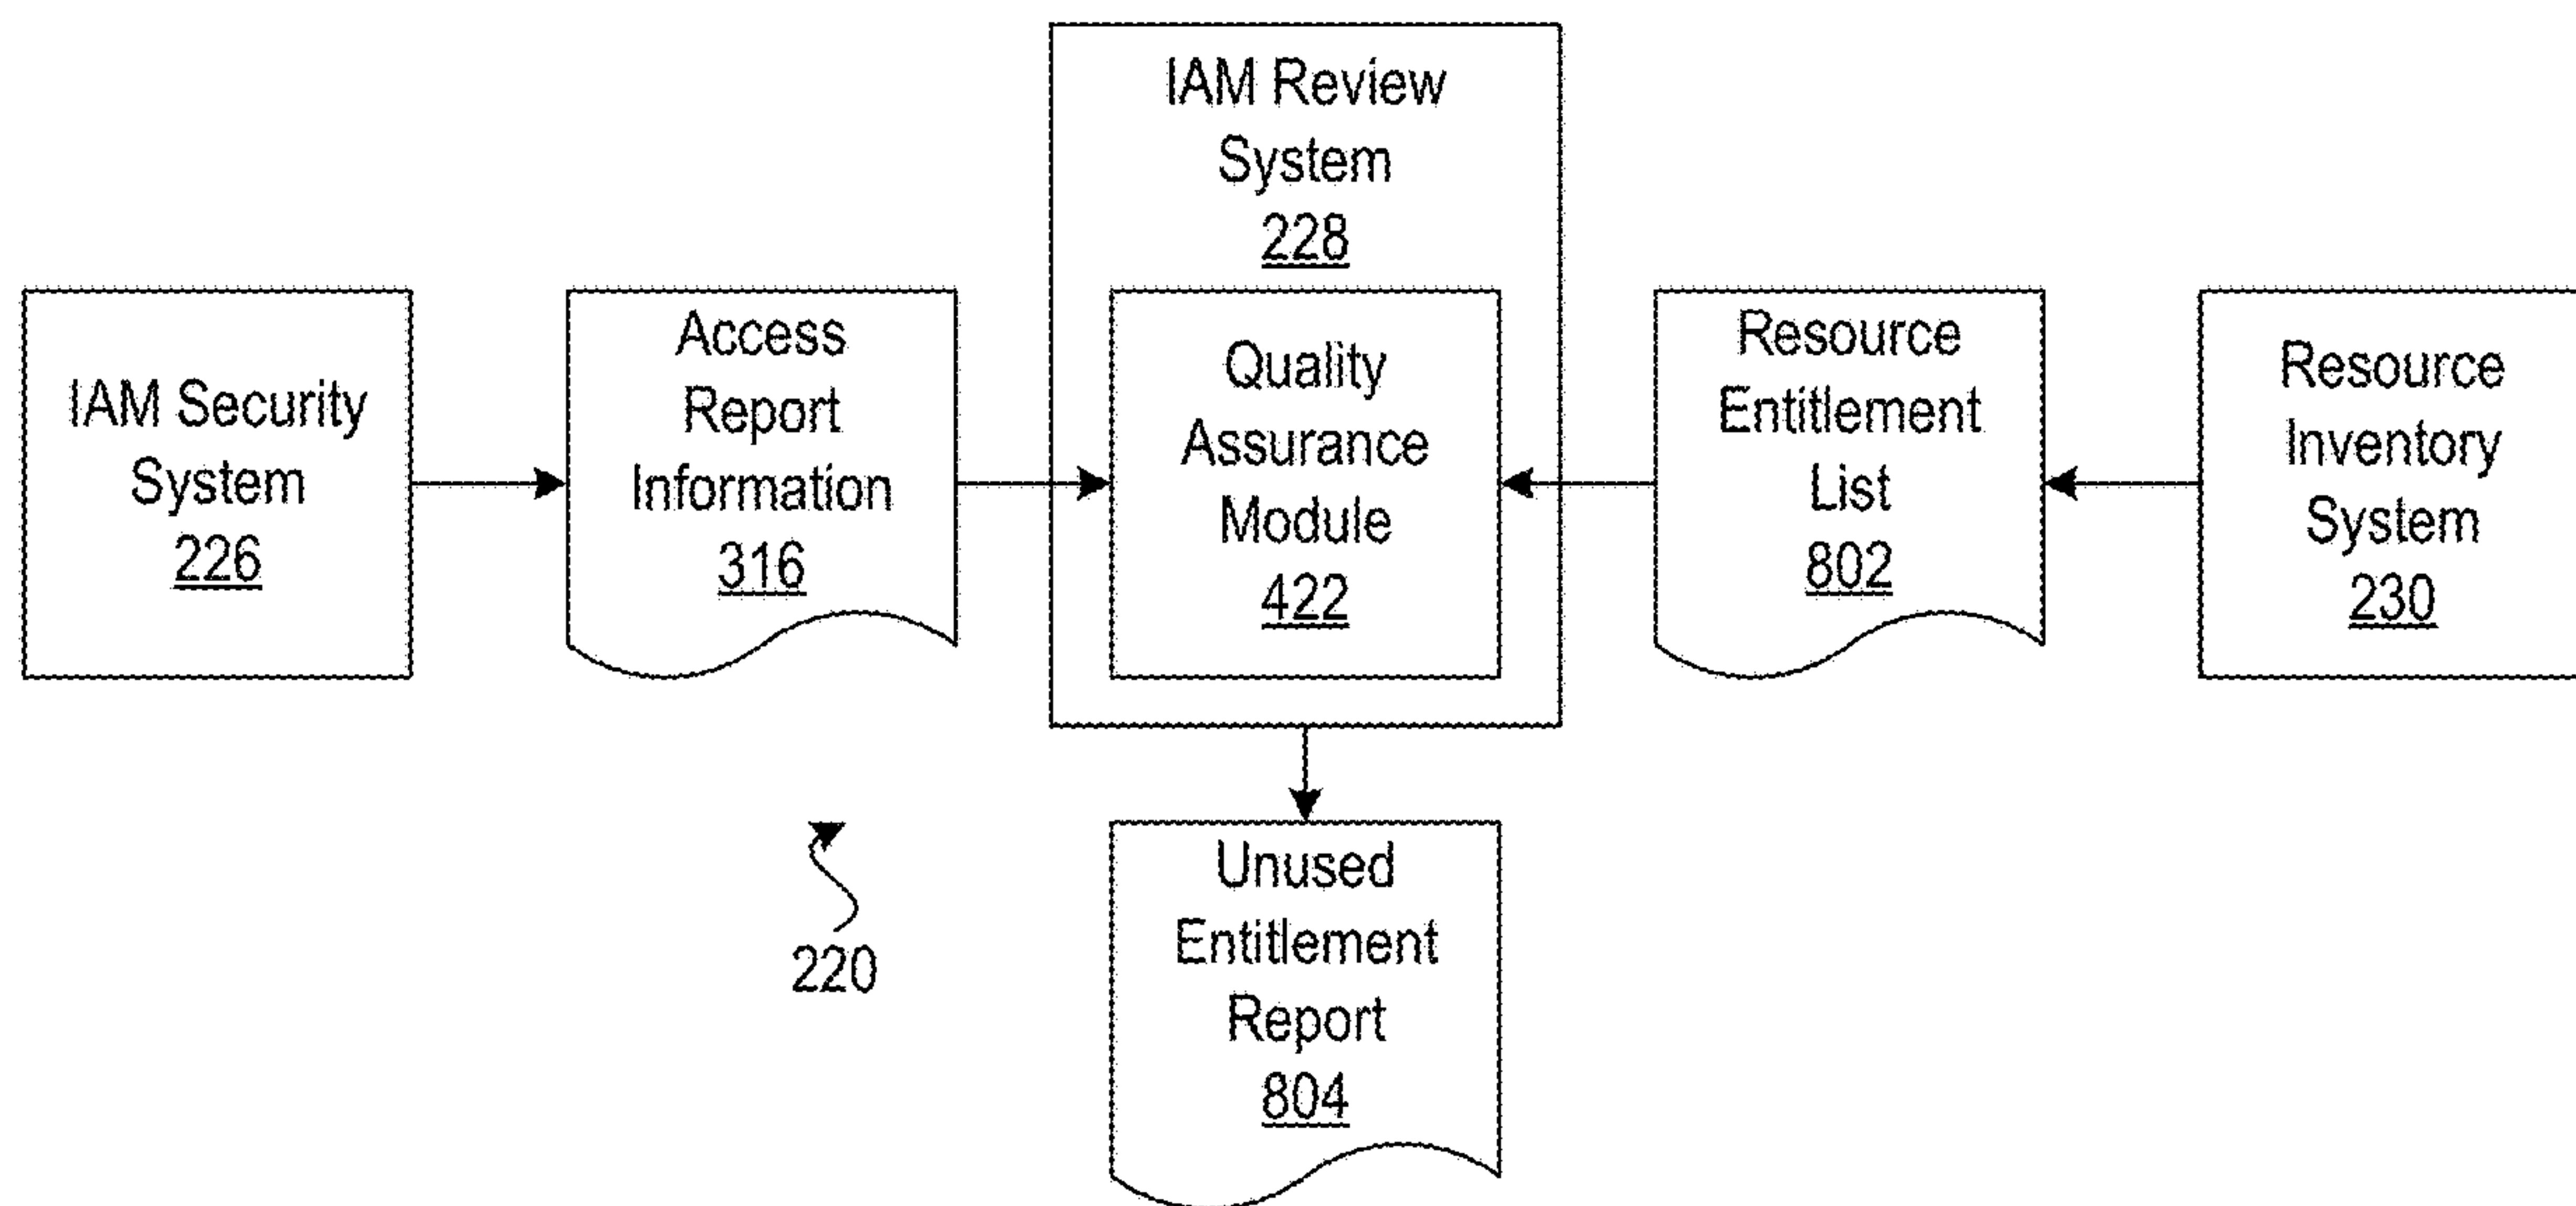 IAM Review
System
228
IAM Security
System
226
Access
Report
Information
316
Quality
Assurance
Module
422
Resource
Entitlement
List
802
Resource
Inventory
System
230
220
Unused
Entitlement
Report
804